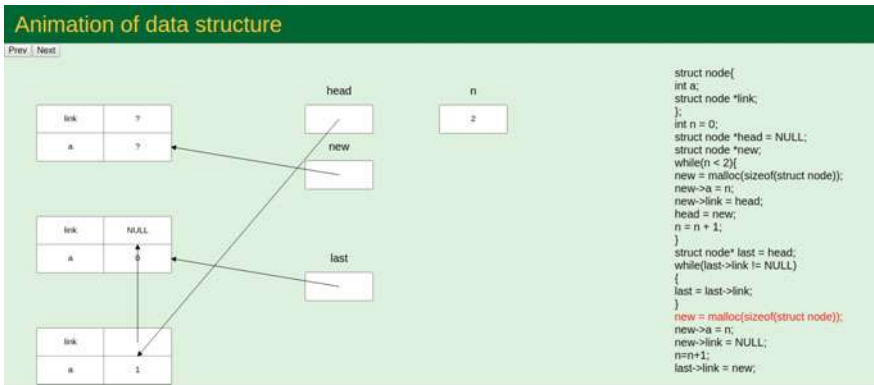 Animation of data structure
Prev Next
head
n
link ?
a ?
2
new
link NULL
a 0
last
link
a 1
struct node{
int a;
struct node *link;
};
int n = 0;
struct node *head = NULL;
struct node *new;
while(n < 2){
new = malloc(sizeof(struct node));
new->a = n;
new->link = head;
head = new;
n = n + 1;
}
struct node* last = head;
while(last->link != NULL)
{
last = last->link;
}
new = malloc(sizeof(struct node));
new->a = n;
new->link = NULL;
n=n+1;
last->link = new;